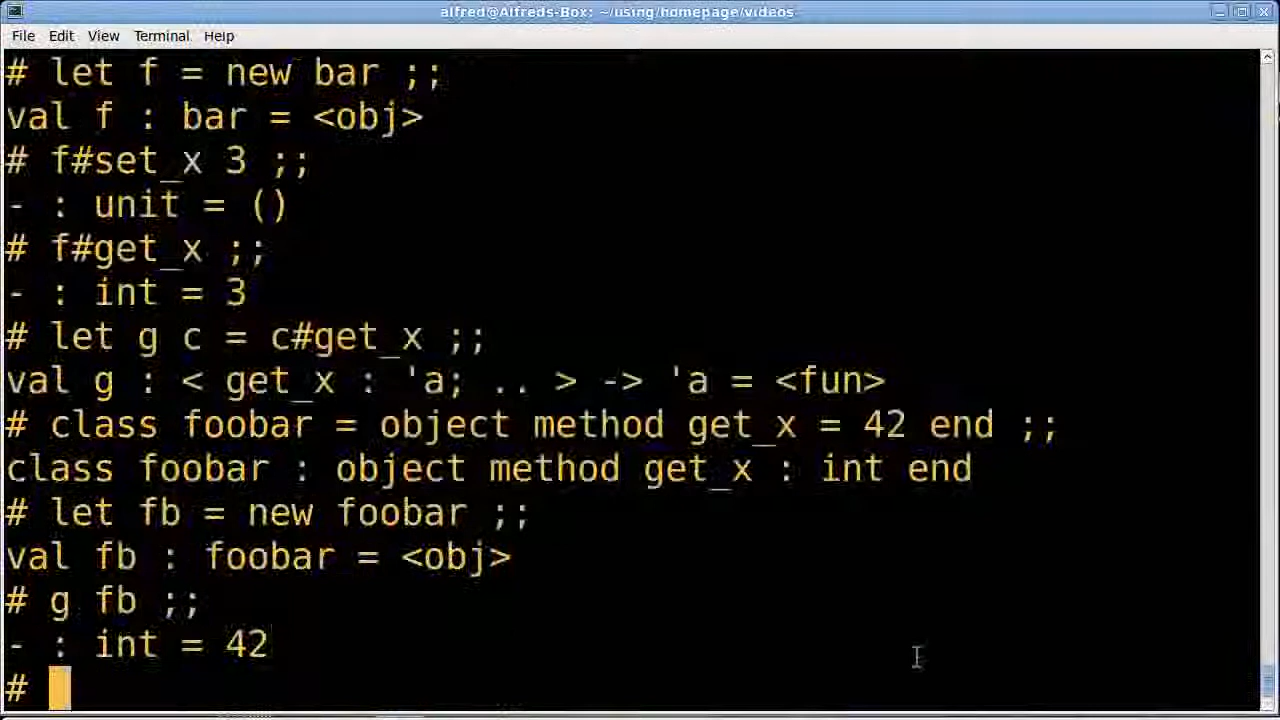 alfred@Alfreds-Box: ~/using/homepage/videos
File Edit View Terminal Help
# let f = new bar ;;
val f : bar = <obj>
# f#set_x 3 ;;
- : unit = ()
# f#get_x ;;
- : int = 3
# let g c = c#get_x ;;
val g : < get_x : 'a; .. > -> 'a = <fun>
# class foobar = object method get_x = 42 end ;;
class foobar : object method get_x : int end
# let fb = new foobar ;;
val fb : foobar = <obj>
# g fb ;;
- : int = 42
#